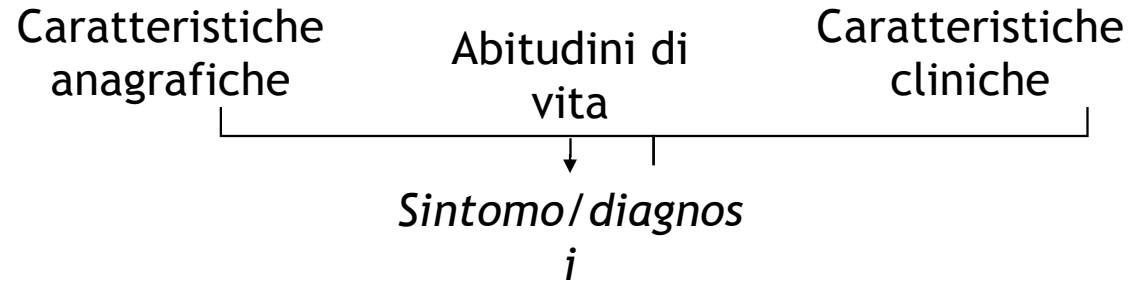 Caratteristiche
anagrafiche
Abitudini di
vita
Caratteristiche
cliniche
Sintomo/diagnos
i